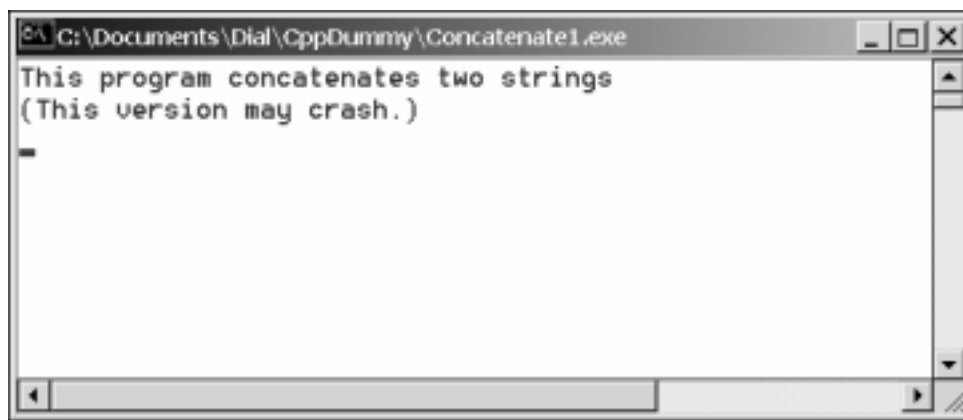 C:\Documents\Dial\CppDummy\Concatenate1.exe
This program concatenates two strings
(This version may crash.)